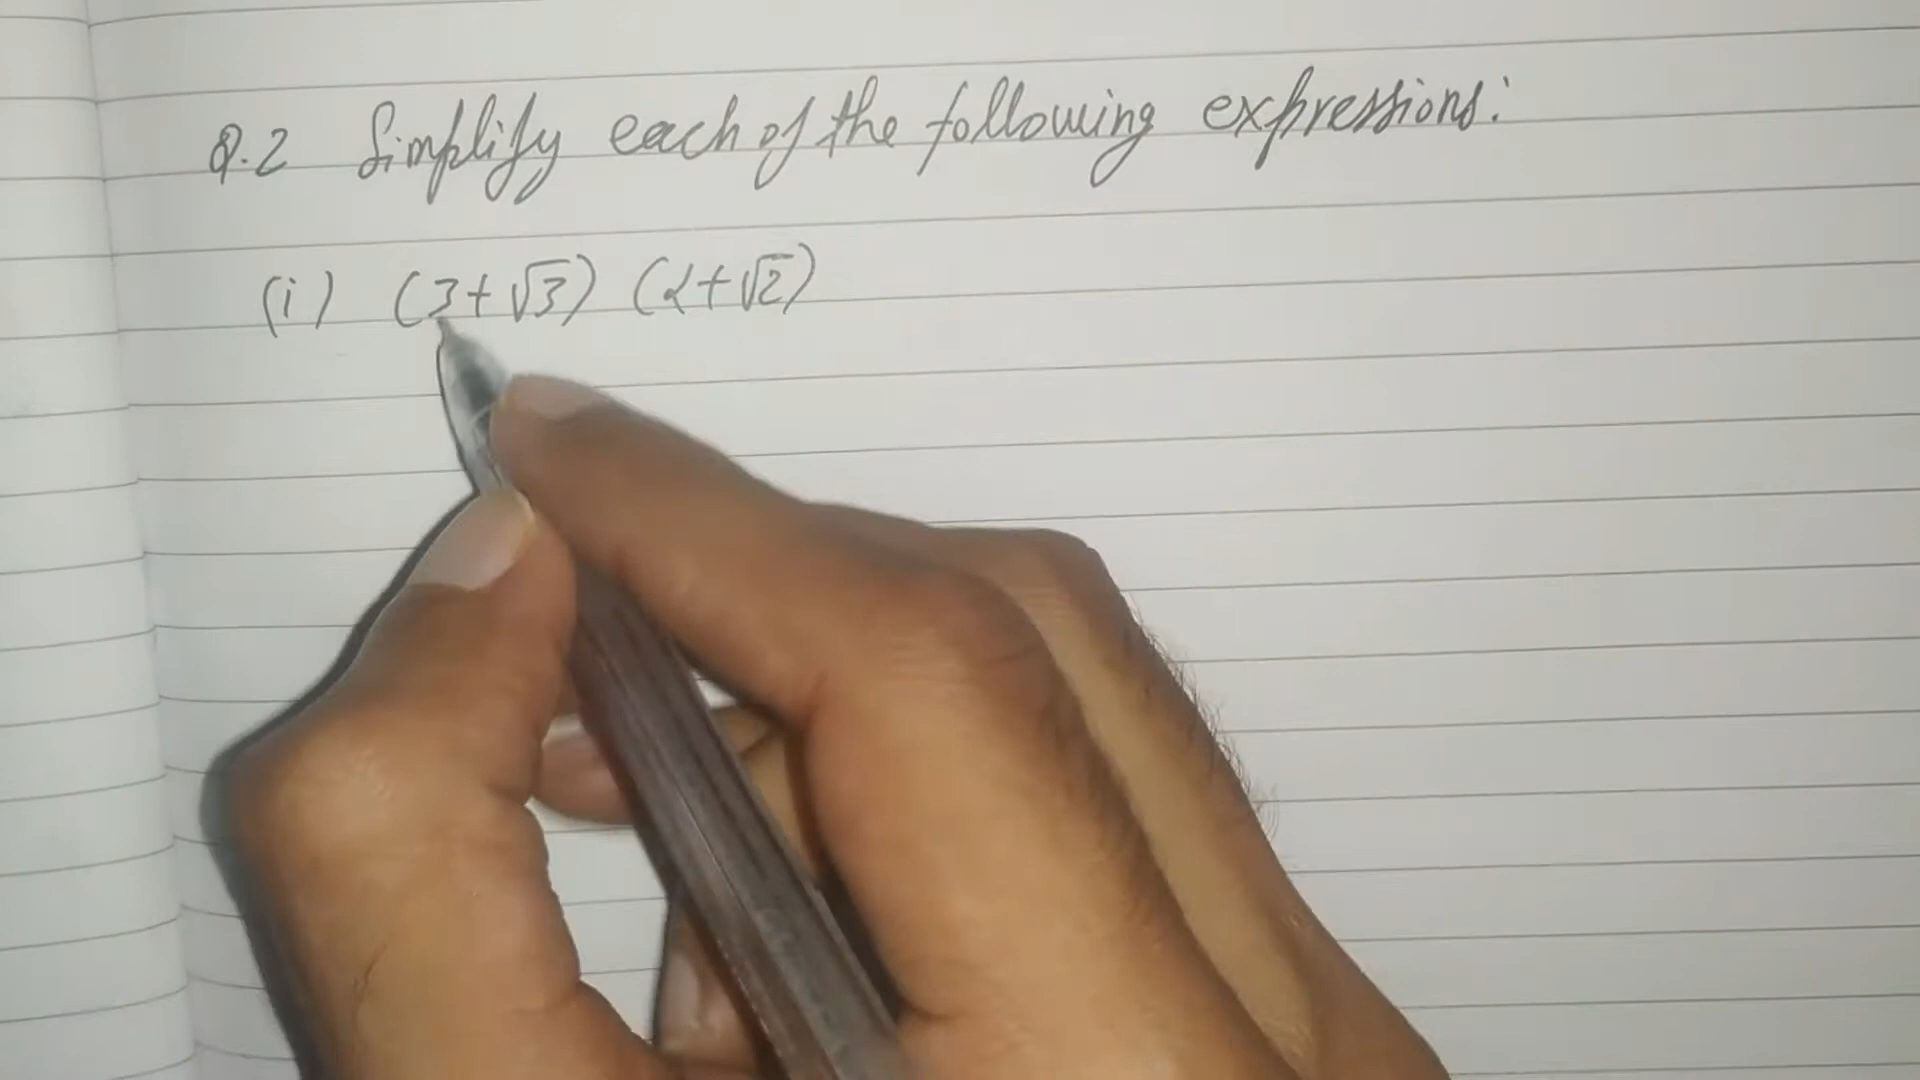 Q.2 Simplify each of the following expressions:
(i) (3+√3) (2+√2)